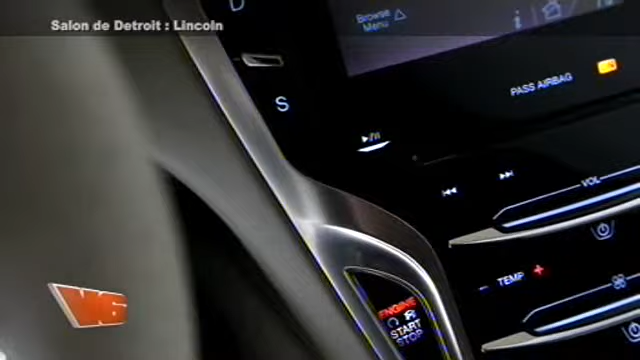 Salon de Detroit : Lincoln
D
Browse
Menu
i
S
PASS AIRBAG
VOL
- TEMP +
ENGINE
START
STOP
V6